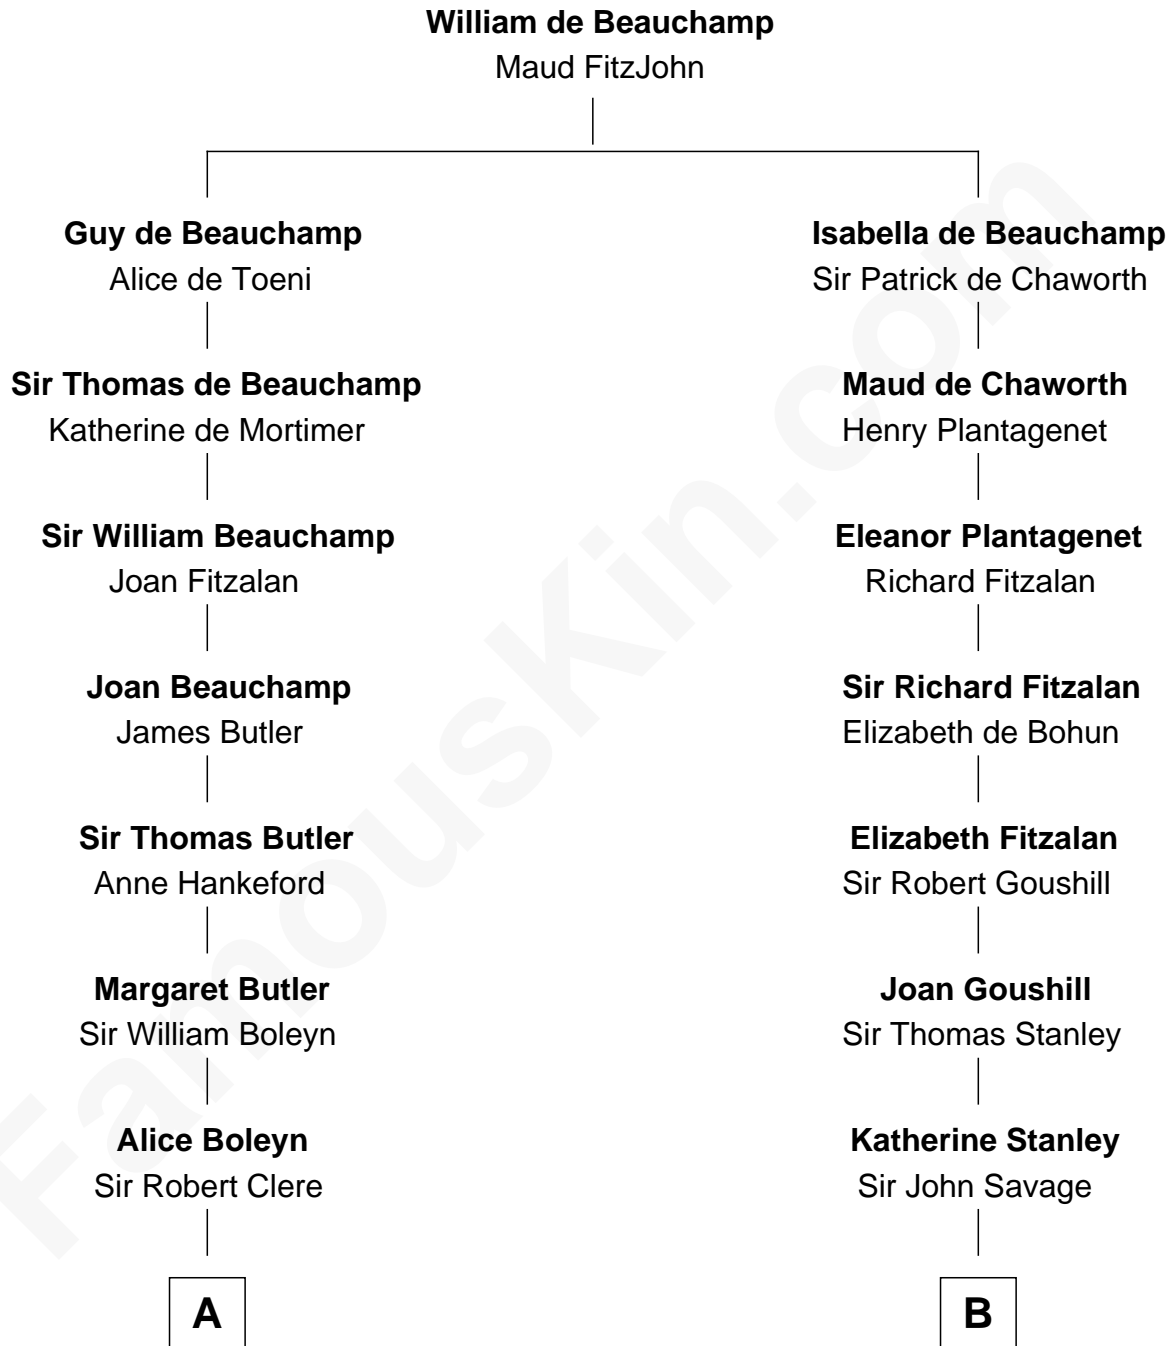 William de Beauchamp
Maud FitzJohn
Guy de Beauchamp
Alice de Toeni
Isabella de Beauchamp
Sir Patrick de Chaworth
Sir Thomas de Beauchamp
Katherine de Mortimer
Maud de Chaworth
Henry Plantagenet
Sir William Beauchamp
Joan Fitzalan
Eleanor Plantagenet
Richard Fitzalan
Joan Beauchamp
James Butler
Sir Richard Fitzalan
Elizabeth de Bohun
Sir Thomas Butler
Anne Hankeford
Elizabeth Fitzalan
Sir Robert Goushill
Margaret Butler
Sir William Boleyn
Joan Goushill
Sir Thomas Stanley
Alice Boleyn
Sir Robert Clere
Katherine Stanley
Sir John Savage
A
B
FamousKin.com